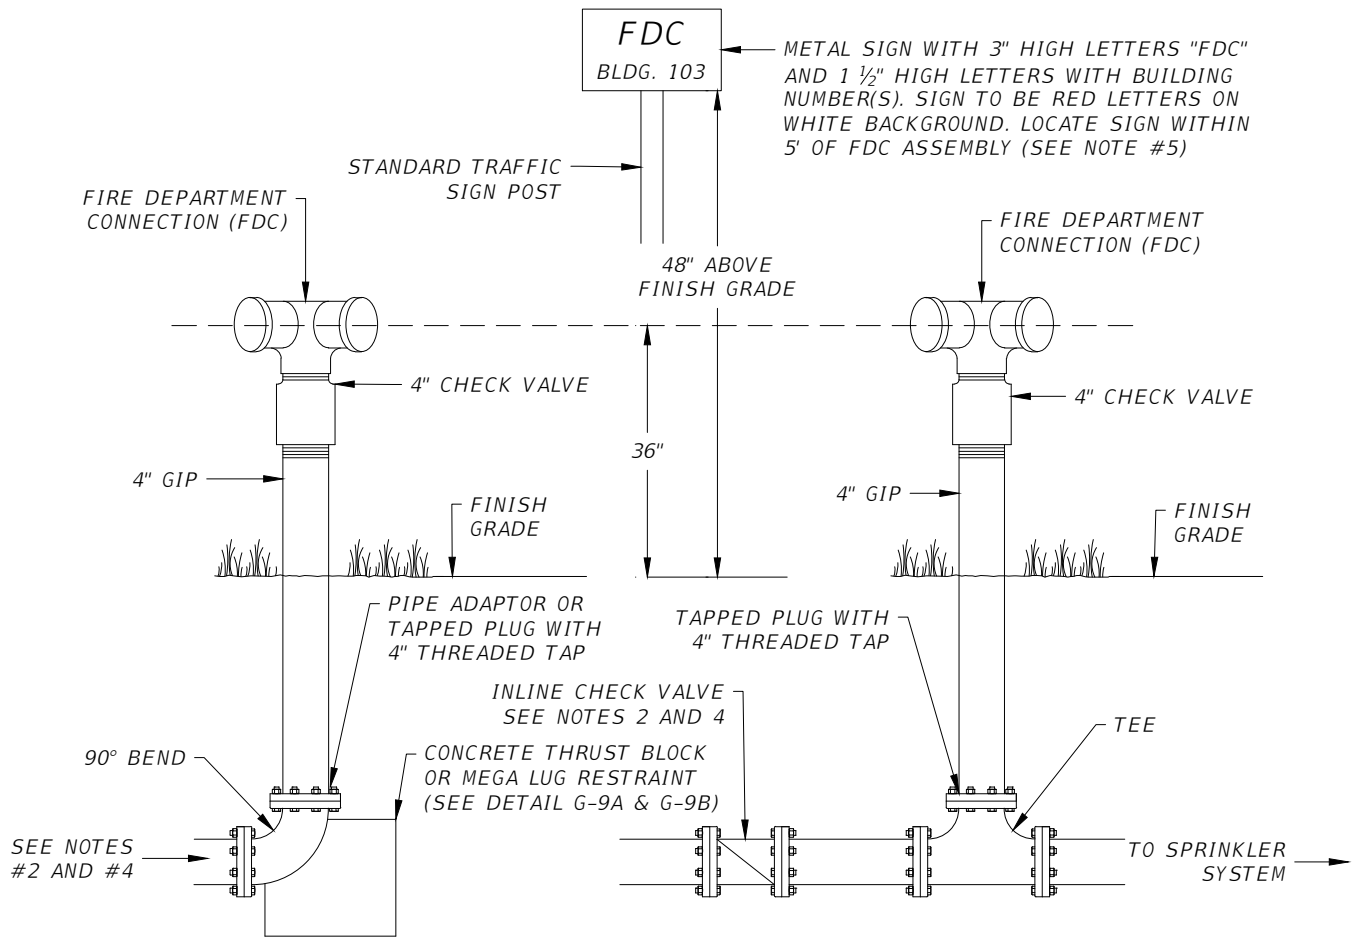 FDC
BLDG. 103
METAL SIGN WITH 3" HIGH LETTERS "FDC"
AND 1 ½" HIGH LETTERS WITH BUILDING
NUMBER(S). SIGN TO BE RED LETTERS ON
WHITE BACKGROUND. LOCATE SIGN WITHIN
5' OF FDC ASSEMBLY (SEE NOTE #5)
STANDARD TRAFFIC
SIGN POST
FIRE DEPARTMENT
CONNECTION (FDC)
FIRE DEPARTMENT
CONNECTION (FDC)
48" ABOVE
FINISH GRADE
4" CHECK VALVE
4" CHECK VALVE
36"
4" GIP
4" GIP
FINISH
GRADE
FINISH
GRADE
PIPE ADAPTOR OR
TAPPED PLUG WITH
4" THREADED TAP
TAPPED PLUG WITH
4" THREADED TAP
INLINE CHECK VALVE
SEE NOTES 2 AND 4
TEE
90° BEND
CONCRETE THRUST BLOCK
OR MEGA LUG RESTRAINT
(SEE DETAIL G-9A & G-9B)
SEE NOTES
#2 AND #4
TO SPRINKLER
SYSTEM